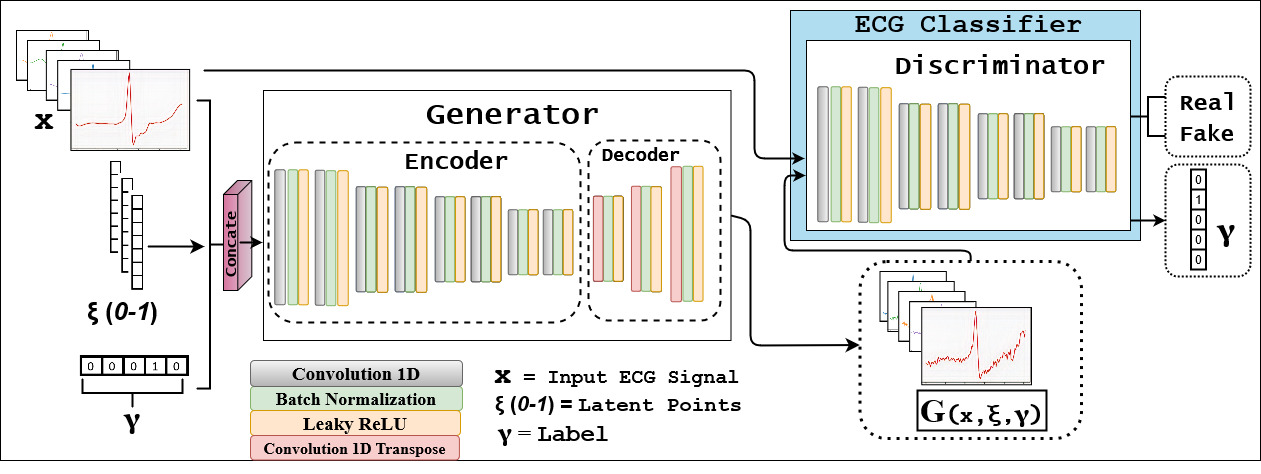 ECG Classifier
Discriminator
Real
Fake
Generator
Encoder
Decoder
x
Concate
ξ (0-1)
0 0 0 1 0
γ
0
1
0
0
0
γ
G(x,ξ,γ)
Convolution 1D
Batch Normalization
Leaky ReLU
Convolution 1D Transpose
x = Input ECG Signal
ξ (0-1) = Latent Points
γ = Label